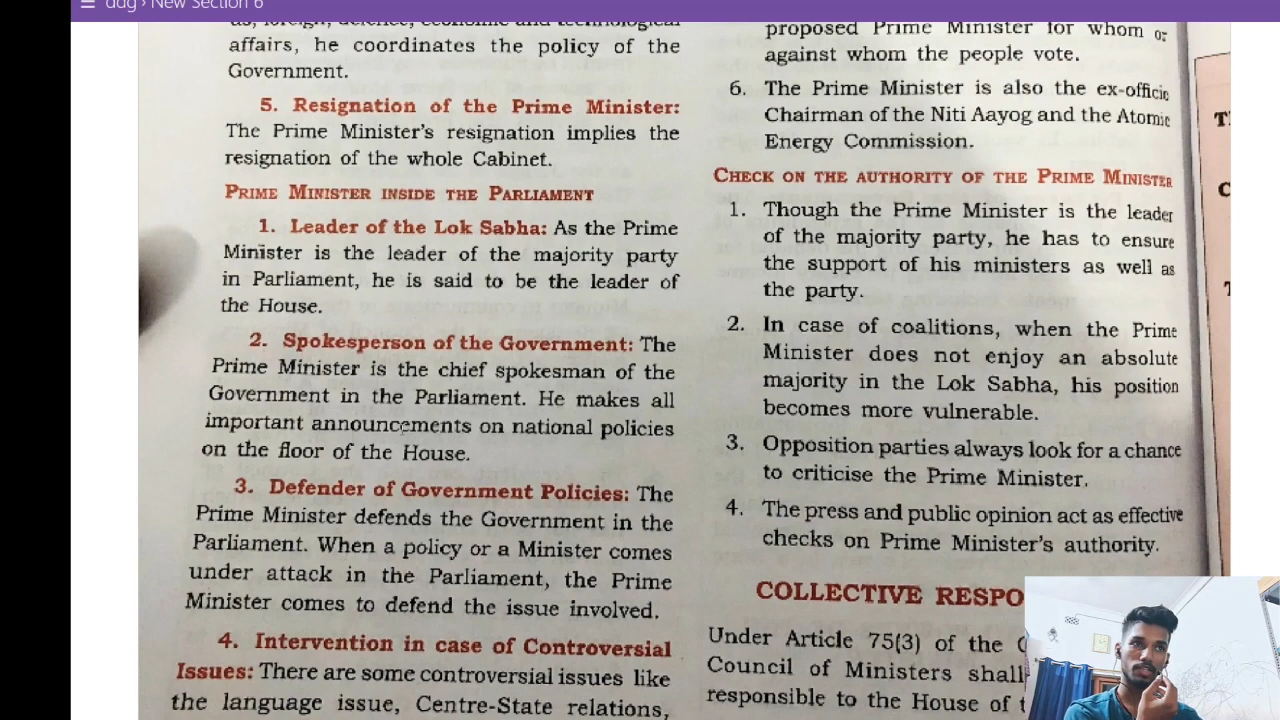 dag › New Section 6
affairs, he coordinates the policy of the
Government.
5. Resignation of the Prime Minister:
The Prime Minister's resignation implies the
resignation of the whole Cabinet.
PRIME MINISTER INSIDE THE PARLIAMENT
1. Leader of the Lok Sabha: As the Prime
Minister is the leader of the majority party
in Parliament, he is said to be the leader of
the House.
2. Spokesperson of the Government: The
Prime Minister is the chief spokesman of the
Government in the Parliament. He makes all
important announcements on national policies
on the floor of the House.
3. Defender of Government Policies: The
Prime Minister defends the Government in the
Parliament. When a policy or a Minister comes
under attack in the Parliament, the Prime
Minister comes to defend the issue involved.
4. Intervention in case of Controversial
Issues: There are some controversial issues like
the language issue, Centre-State relations,
proposed Prime Minister for whom or
against whom the people vote.
6. The Prime Minister is also the ex-officio
Chairman of the Niti Aayog and the Atomic
Energy Commission.
CHECK ON THE AUTHORITY OF THE PRIME MINISTER
1. Though the Prime Minister is the leader
of the majority party, he has to ensure
the support of his ministers as well as
the party.
2. In case of coalitions, when the Prime
Minister does not enjoy an absolute
majority in the Lok Sabha, his position
becomes more vulnerable.
3. Opposition parties always look for a chance
to criticise the Prime Minister.
4. The press and public opinion act as effective
checks on Prime Minister's authority.
COLLECTIVE RESPO
Under Article 75(3) of the
Council of Ministers shall
responsible to the House of